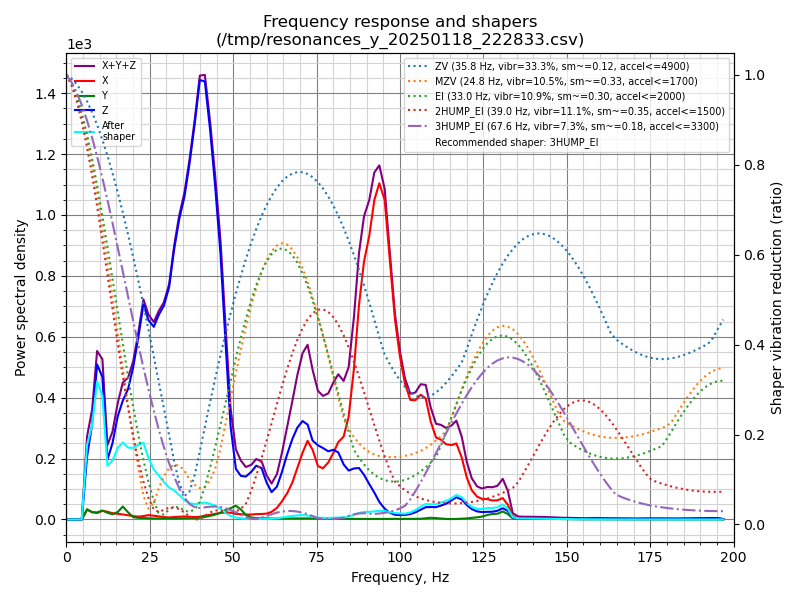 Frequency response and shapers
(/tmp/resonances_y_20250118_222833.csv)
1e3
X+Y+Z
X
Y
Z
After
shaper
ZV (35.8 Hz, vibr=33.3%, sm~=0.12, accel<=4900)
MZV (24.8 Hz, vibr=10.5%, sm~=0.33, accel<=1700)
EI (33.0 Hz, vibr=10.9%, sm~=0.30, accel<=2000)
2HUMP_EI (39.0 Hz, vibr=11.1%, sm~=0.35, accel<=1500)
3HUMP_EI (67.6 Hz, vibr=7.3%, sm~=0.18, accel<=3300)
Recommended shaper: 3HUMP_EI
Power spectral density
1.4
1.2
1.0
0.8
0.6
0.4
0.2
0.0
1.0
0.8
0.6
0.4
0.2
0.0
Shaper vibration reduction (ratio)
0 25 50 75 100 125 150 175 200
Frequency, Hz